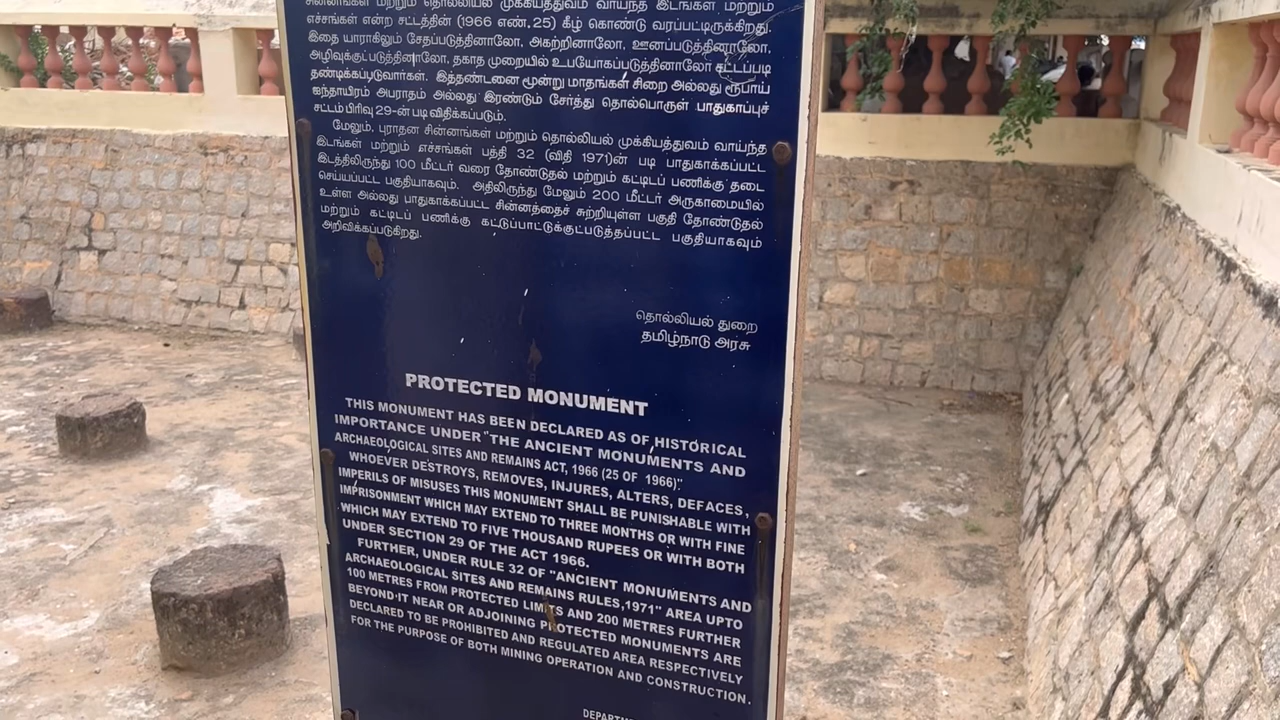 சின்னங்கள் மற்றும் தொல்லியல் முக்கியத்துவம் வாய்ந்த இடங்கள் மற்றும்
எச்சங்கள் என்ற சட்டத்தின் (1966 எண். 25) கீழ் கொண்டு வரப்பட்டிருக்கிறது.
இதை யாராகிலும் சேதப்படுத்தினாலோ, அகற்றினாலோ, ஊனப்படுத்தினாலோ,
அழிவுக்குட்படுத்தினாலோ, தகாத முறையில் உபயோகப்படுத்தினாலோ சட்டப்படி
தண்டிக்கப்படுவார்கள். இத்தண்டனை மூன்று மாதங்கள் சிறை அல்லது ரூபாய்
ஐந்தாயிரம் அபராதம் அல்லது இரண்டும் சேர்த்து தொல்பொருள் பாதுகாப்புச்
சட்டம் பிரிவு 29-ன் படி விதிக்கப்படும்.
மேலும், புராதன சின்னங்கள் மற்றும் தொல்லியல் முக்கியத்துவம் வாய்ந்த
இடங்கள் மற்றும் எச்சங்கள் பத்தி 32 (விதி 1971)ன் படி பாதுகாக்கப்பட்ட
இடத்திலிருந்து 100 மீட்டர் வரை தோண்டுதல் மற்றும் கட்டிடப் பணிக்கு தடை
செய்யப்பட்ட பகுதியாகவும். அதிலிருந்து மேலும் 200 மீட்டர் அருகாமையில்
உள்ள அல்லது பாதுகாக்கப்பட்ட சின்னத்தைச் சுற்றியுள்ள பகுதி தோண்டுதல்
மற்றும் கட்டிடப் பணிக்கு கட்டுப்பாட்டுக்குட்படுத்தப்பட்ட பகுதியாகவும்
அறிவிக்கப்படுகிறது.
தொல்லியல் துறை
தமிழ்நாடு அரசு
PROTECTED MONUMENT
THIS MONUMENT HAS BEEN DECLARED AS OF HISTORICAL
IMPORTANCE UNDER "THE ANCIENT MONUMENTS AND
ARCHAEOLOGICAL SITES AND REMAINS ACT, 1966 (25 OF 1966)".
WHOEVER DESTROYS, REMOVES, INJURES, ALTERS, DEFACES,
IMPERILS OF MISUSES THIS MONUMENT SHALL BE PUNISHABLE WITH
IMPRISONMENT WHICH MAY EXTEND TO THREE MONTHS OR WITH FINE
WHICH MAY EXTEND TO FIVE THOUSAND RUPEES OR WITH BOTH
UNDER SECTION 29 OF THE ACT 1966.
FURTHER, UNDER RULE 32 OF "ANCIENT MONUMENTS AND
ARCHAEOLOGICAL SITES AND REMAINS RULES,1971" AREA UPTO
100 METRES FROM PROTECTED LIMITS AND 200 METRES FURTHER
BEYOND IT NEAR OR ADJOINING PROTECTED MONUMENTS ARE
DECLARED TO BE PROHIBITED AND REGULATED AREA RESPECTIVELY
FOR THE PURPOSE OF BOTH MINING OPERATION AND CONSTRUCTION.